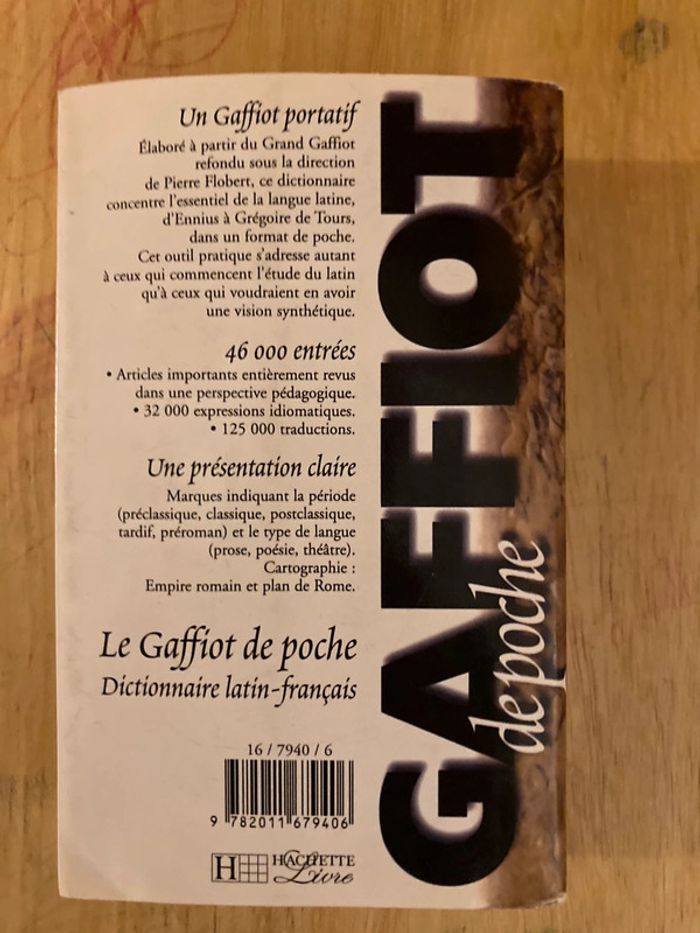 Un Gaffiot portatif
Élaboré à partir du Grand Gaffiot
refondu sous la direction
de Pierre Flobert, ce dictionnaire
concentre l'essentiel de la langue latine,
d'Ennius à Grégoire de Tours,
dans un format de poche.
Cet outil pratique s'adresse autant
à ceux qui commencent l'étude du latin
qu'à ceux qui voudraient en avoir
une vision synthétique.
46 000 entrées
• Articles importants entièrement revus
dans une perspective pédagogique.
• 32 000 expressions idiomatiques.
• 125 000 traductions.
Une présentation claire
Marques indiquant la période
(préclassique, classique, postclassique,
tardif, préroman) et le type de langue
(prose, poésie, théâtre).
Cartographie :
Empire romain et plan de Rome.
Le Gaffiot de poche
Dictionnaire latin-français
16 / 7940 / 6
9 782011 679406
H HACHETTE
Livre
GAFFIOT
de poche